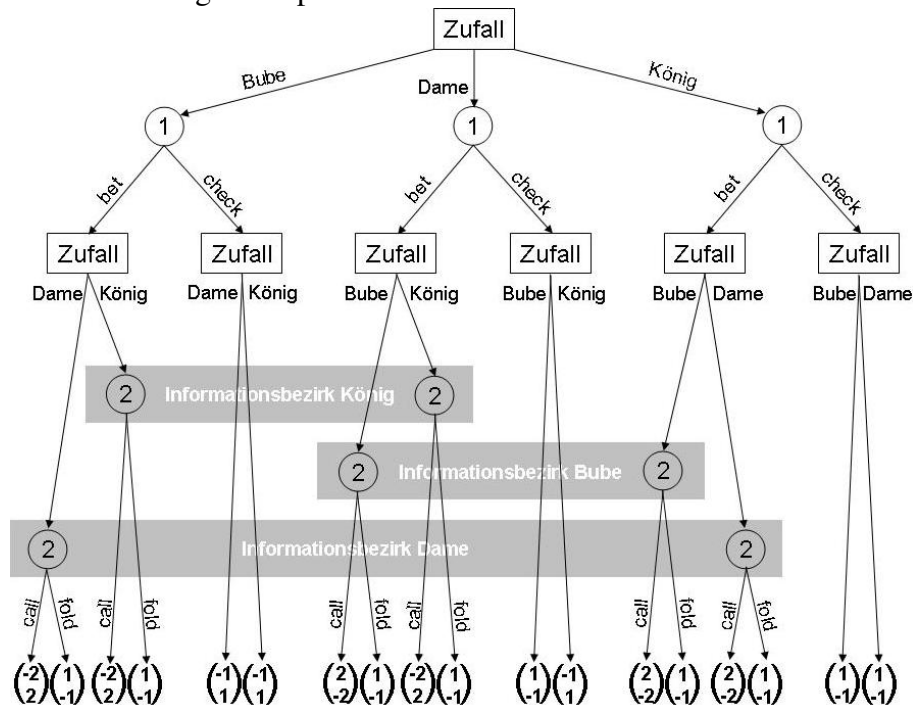 Zufall
Bube Dame König
1 1 1
bet check bet check bet check
Zufall Zufall Zufall Zufall Zufall Zufall
Dame König Dame König Bube König Bube König Bube Dame Bube Dame
2 Informationsbezirk König 2
2 Informationsbezirk Bube 2
2 Informationsbezirk Dame 2
call fold call fold call fold call fold call fold call fold
(-2 2) (1 -1) (-2 2) (1 -1) (-1 1) (-1 1) (2 -2) (1 -1) (-2 2) (1 -1) (1 -1) (-1 1) (2 -2) (1 -1) (2 -2) (1 -1) (1 -1) (1 -1)